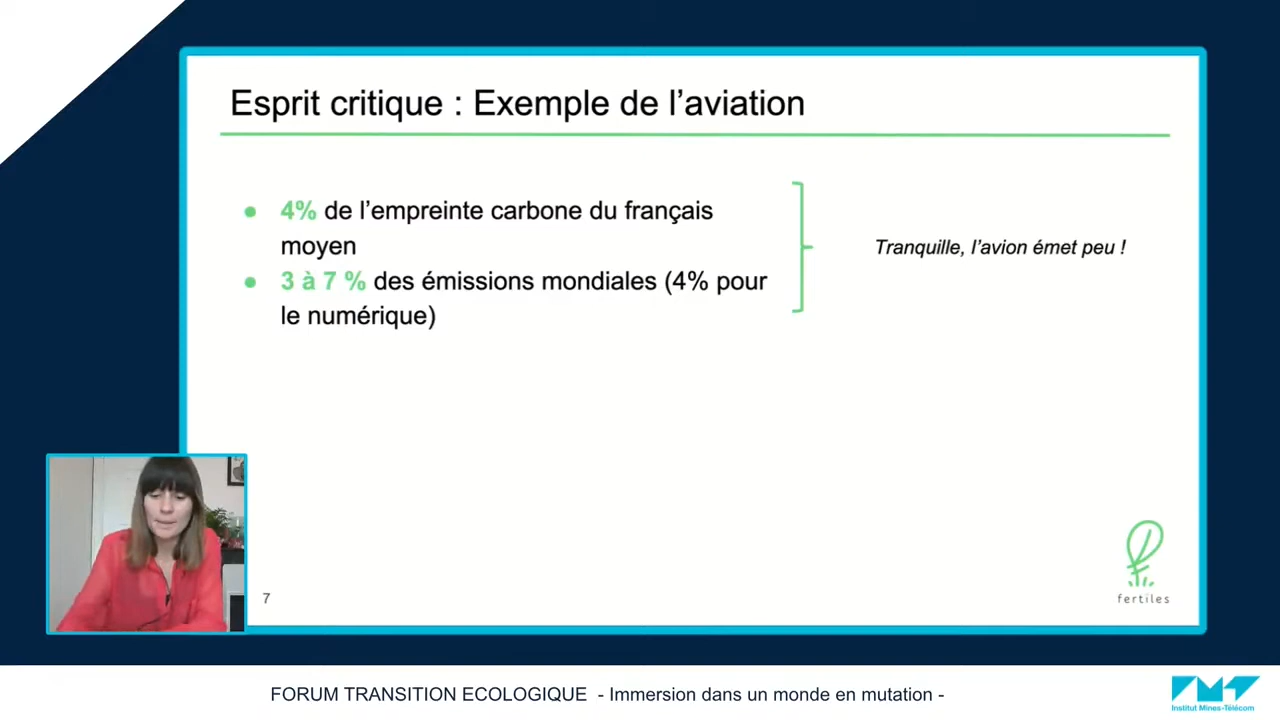 Esprit critique : Exemple de l’aviation
● 4% de l’empreinte carbone du français
moyen
● 3 à 7 % des émissions mondiales (4% pour
le numérique)
Tranquille, l’avion émet peu !
fertiles
7
FORUM TRANSITION ECOLOGIQUE - Immersion dans un monde en mutation -
IMT
Institut Mines-Télécom